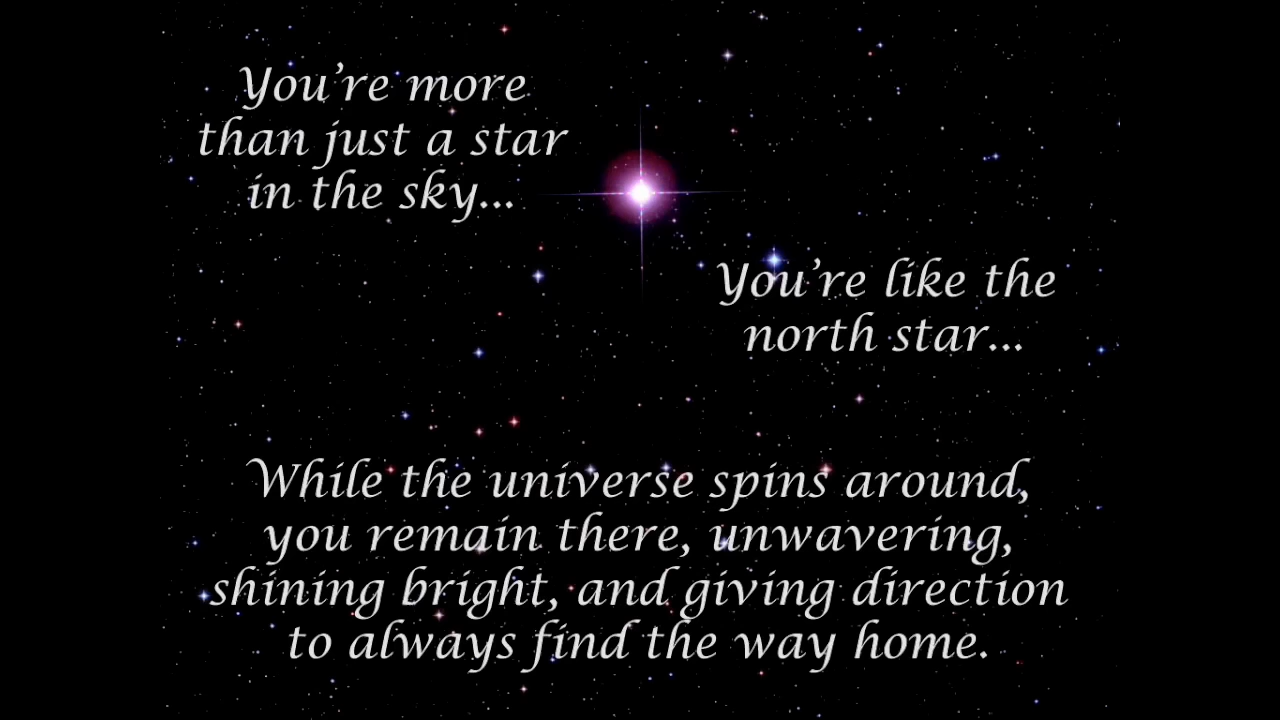 You're more
than just a star
in the sky...
You're like the
north star...
While the universe spins around,
you remain there, unwavering,
shining bright, and giving direction
to always find the way home.